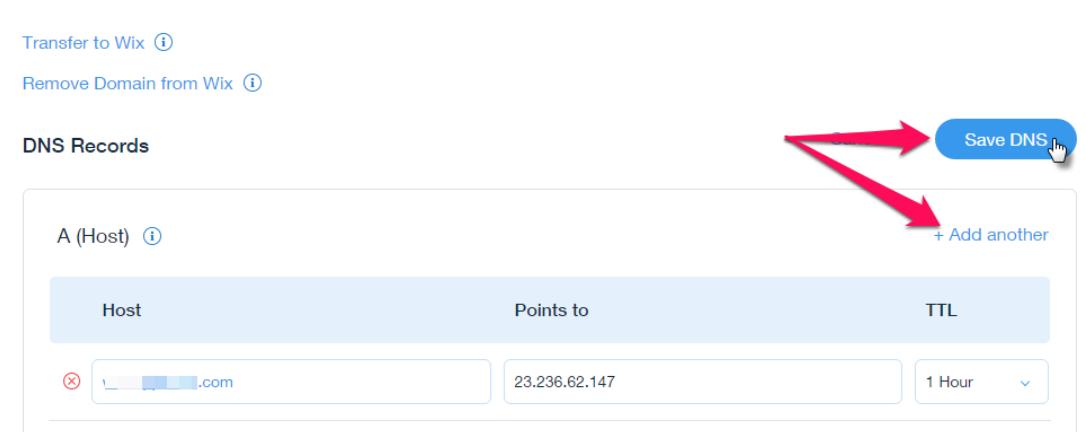 Transfer to Wix
Remove Domain from Wix
DNS Records
Save DNS
A (Host)
+ Add another
Host Points to TTL
.com 23.236.62.147 1 Hour